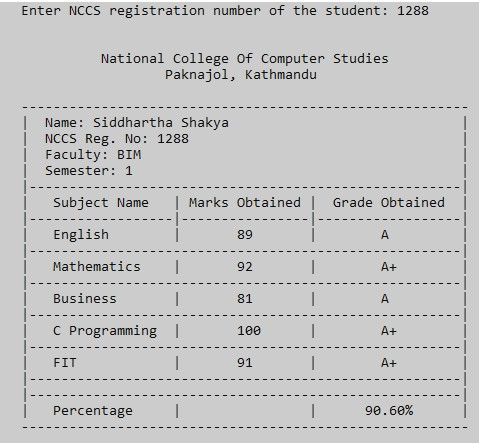 Enter NCCS registration number of the student: 1288
National College Of Computer Studies
Paknajol, Kathmandu
Name: Siddhartha Shakya
NCCS Reg. No: 1288
Faculty: BIM
Semester: 1
Subject Name | Marks Obtained | Grade Obtained
English | 89 | A
Mathematics | 92 | A+
Business | 81 | A
C Programming | 100 | A+
FIT | 91 | A+
Percentage | | 90.60%